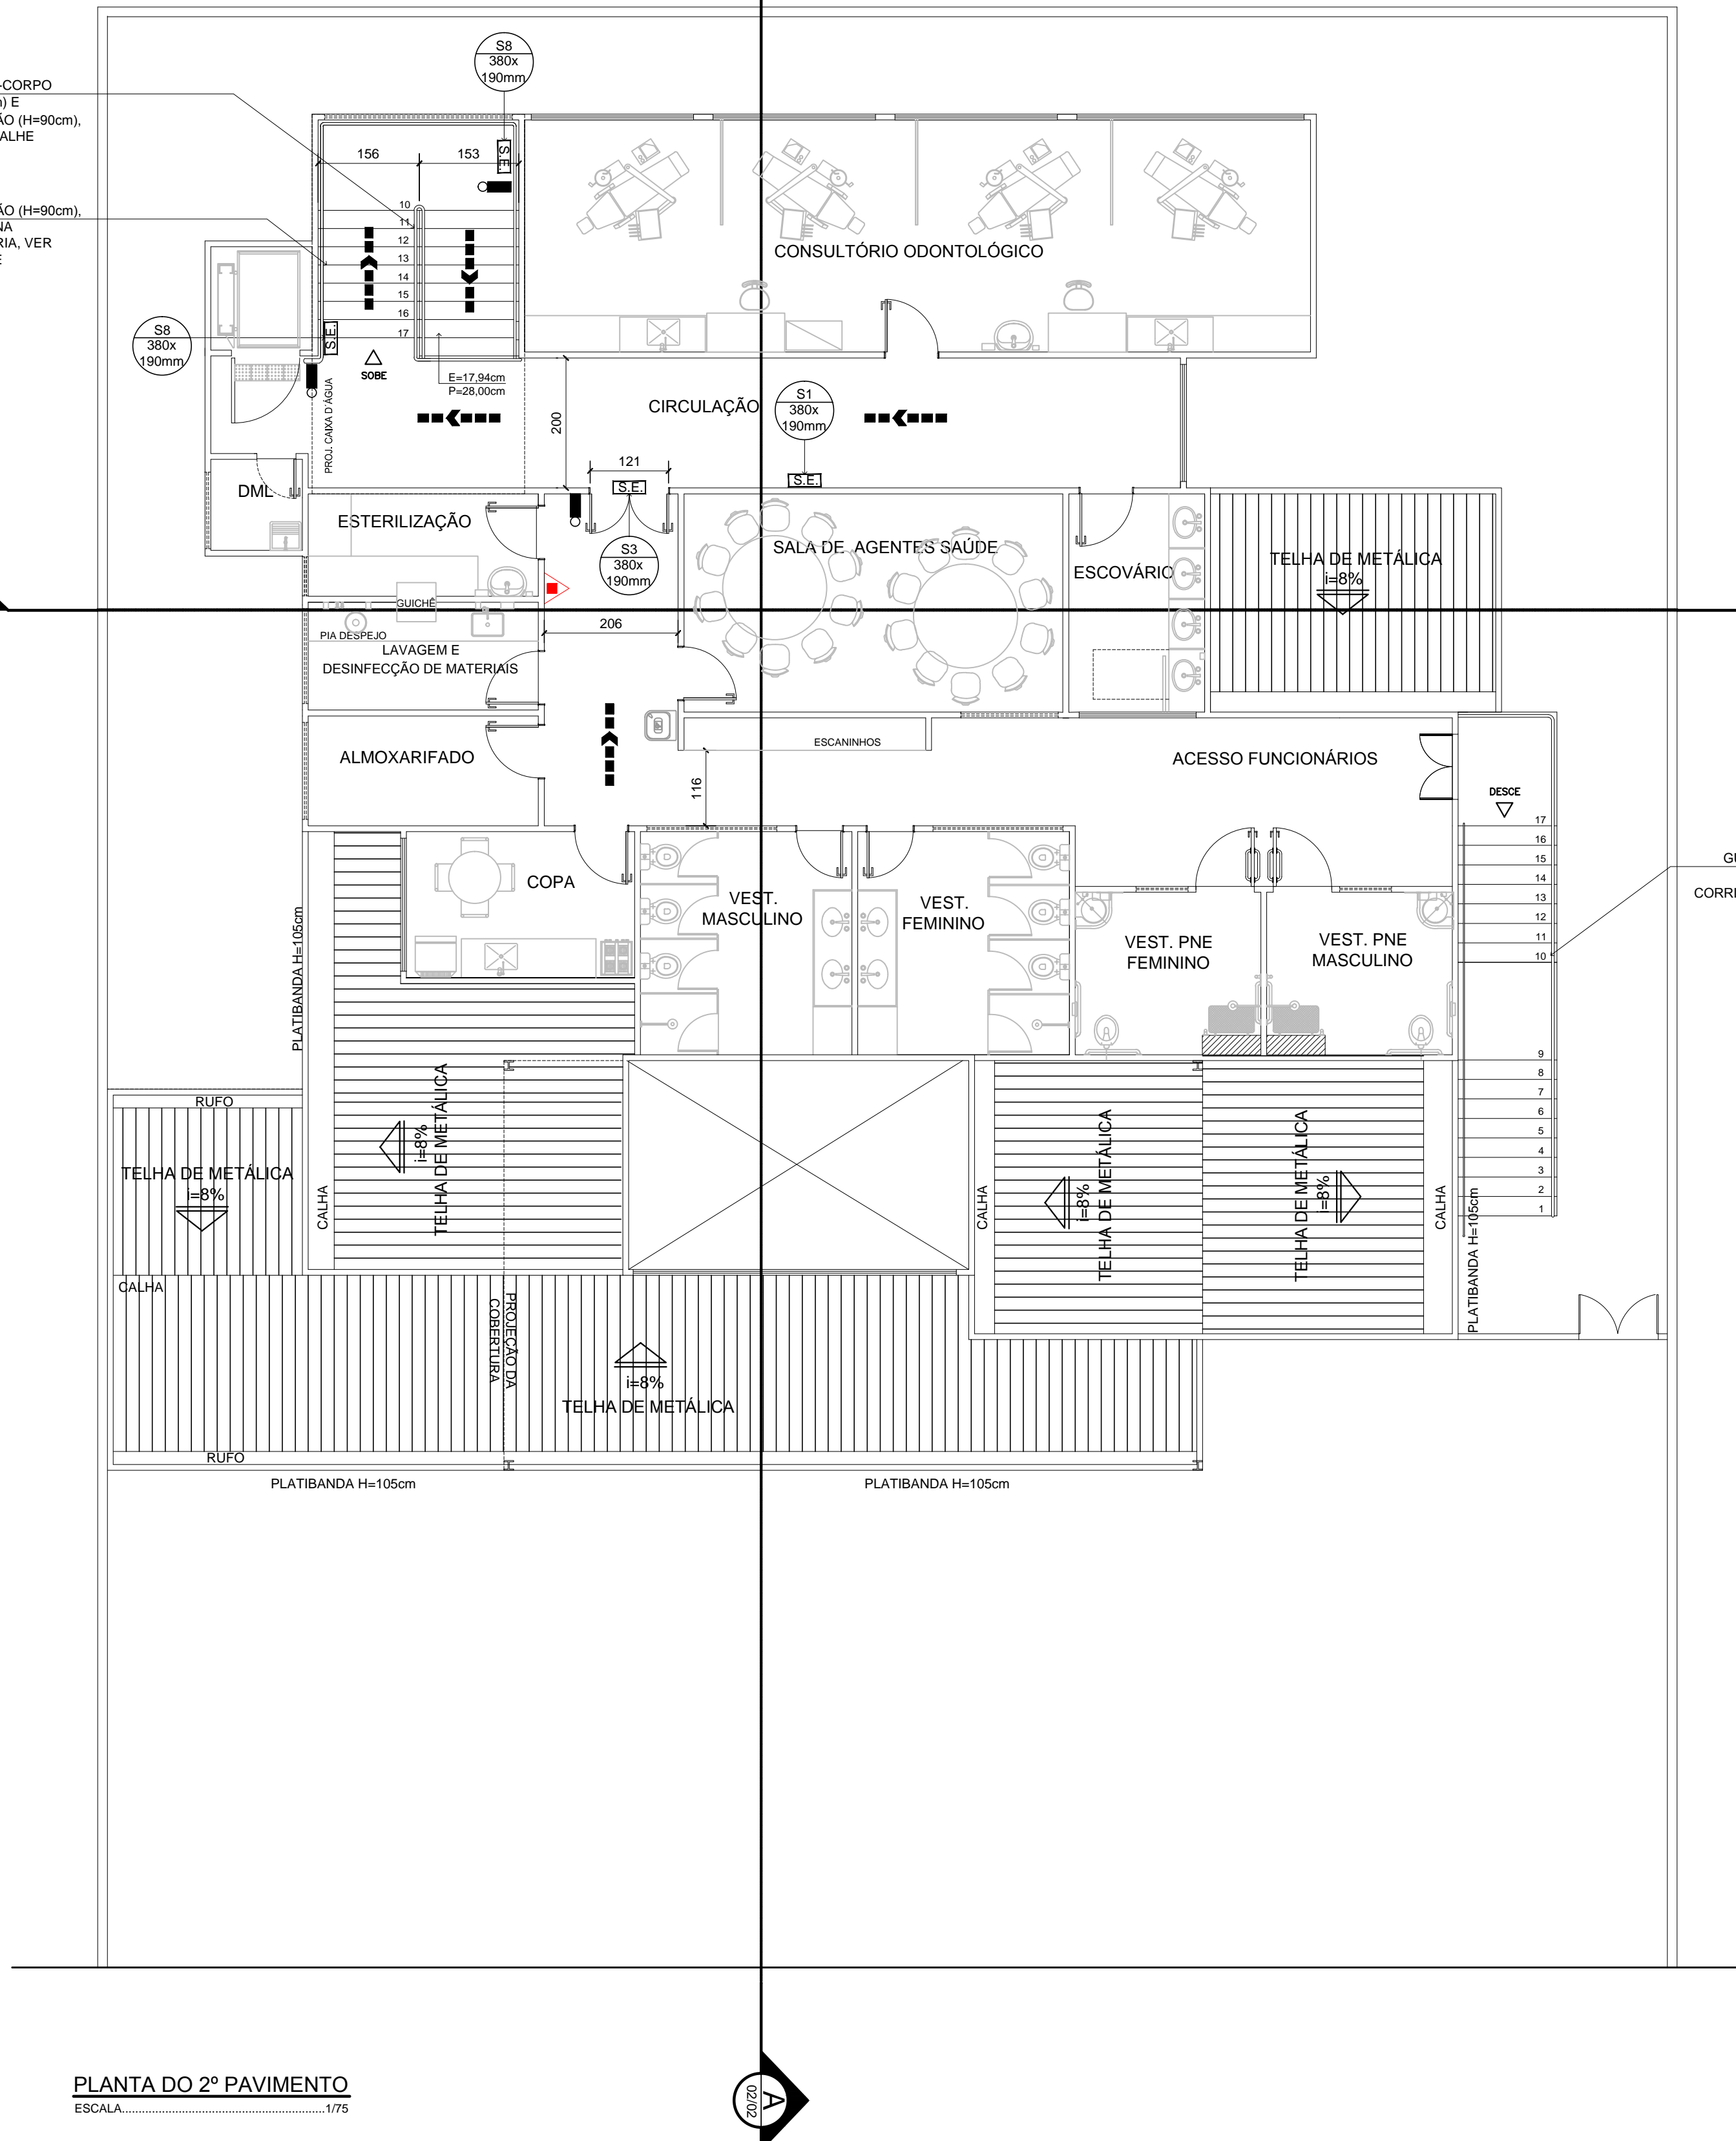 -CORPO
) E
ÃO (H=90cm),
ALHE
ÃO (H=90cm),
NA
RIA, VER
E
S8
380x
190mm
156
153
S.E.
10
11
12
13
14
15
16
17
S.E.
S8
380x
190mm
SOBE
E=17,94cm
P=28,00cm
PROJ. CAIXA D'ÁGUA
CONSULTÓRIO ODONTOLÓGICO
CIRCULAÇÃO
200
S1
380x
190mm
S.E.
121
S.E.
S3
380x
190mm
DML
ESTERILIZAÇÃO
GUICHÊ
PIA DESPEJO
LAVAGEM E
DESINFECÇÃO DE MATERIAIS
206
SALA DE AGENTES SAÚDE
ESCOVÁRIO
TELHA DE METÁLICA
i=8%
ALMOXARIFADO
ESCANINHOS
116
ACESSO FUNCIONÁRIOS
DESCE
17
16
15
14
13
12
11
10
9
8
7
6
5
4
3
2
1
GU
CORRI
COPA
VEST.
MASCULINO
VEST.
FEMININO
VEST. PNE
FEMININO
VEST. PNE
MASCULINO
PLATIBANDA H=105cm
RUFO
TELHA DE METÁLICA
i=8%
CALHA
CALHA
i=8%
TELHA DE METÁLICA
CALHA
i=8%
TELHA DE METÁLICA
TELHA DE METÁLICA
i=8%
CALHA
PLATIBANDA H=105cm
PROJEÇÃO DA
COBERTURA
i=8%
TELHA DE METÁLICA
RUFO
PLATIBANDA H=105cm
PLATIBANDA H=105cm
PLANTA DO 2º PAVIMENTO
ESCALA..............................................................1/75
A
02/02